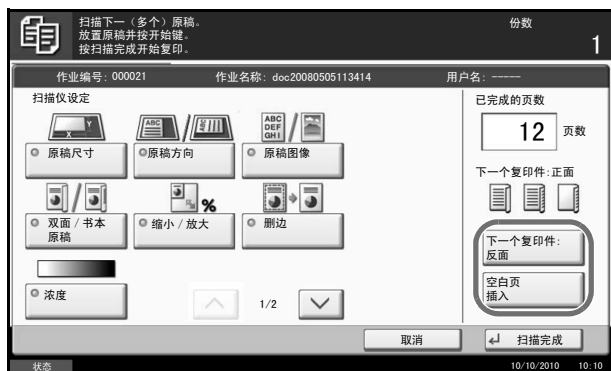 扫描下一（多个）原稿。
放置原稿并按开始键。
按扫描完成开始复印。
份数
1
作业编号: 000021
作业名称: doc20080505113414
用户名: -----
扫描仪设定
ABC
ABC
ABC
DEF
GHI
原稿尺寸
原稿方向
原稿图像
%
双面 / 书本
原稿
缩小 / 放大
删边
浓度
1/2
已完成的页数
12 页数
下一个复印件:正面
下一个复印件:
反面
空白页
插入
取消
扫描完成
状态
10/10/2010 10:10